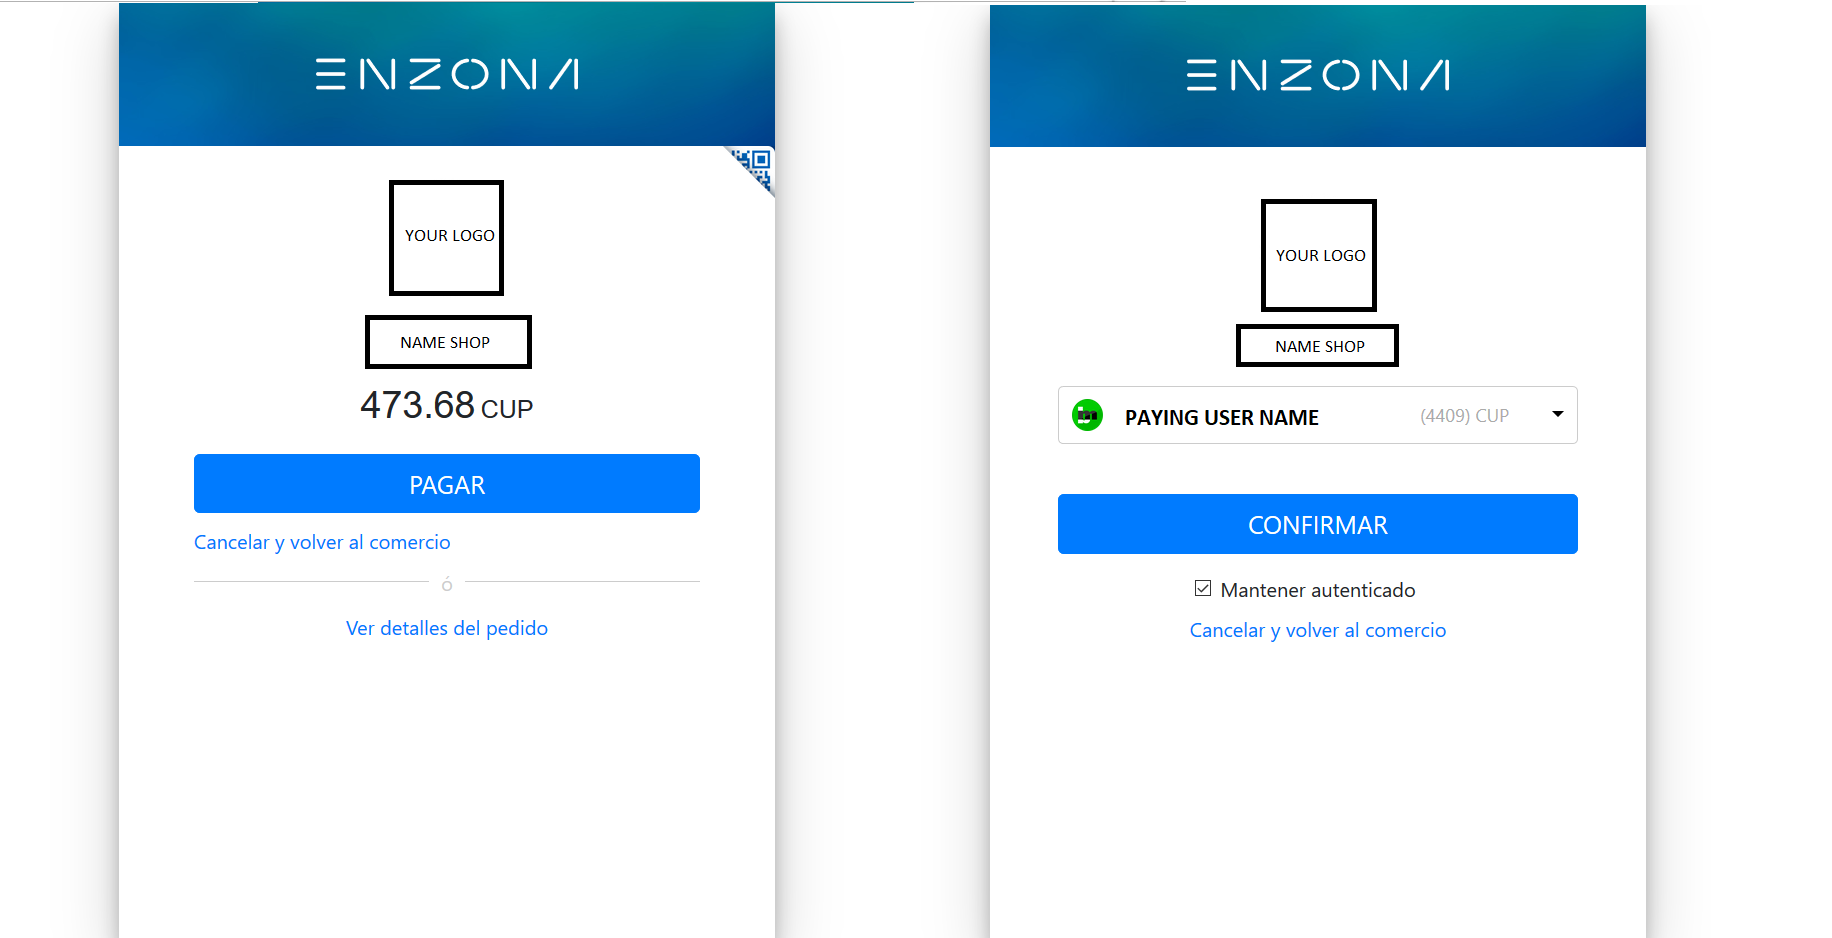 ENZONA
YOUR LOGO
NAME SHOP
473.68 CUP
PAGAR
Cancelar y volver al comercio
ó
Ver detalles del pedido
ENZONA
YOUR LOGO
NAME SHOP
PAYING USER NAME (4409) CUP
CONFIRMAR
Mantener autenticado
Cancelar y volver al comercio